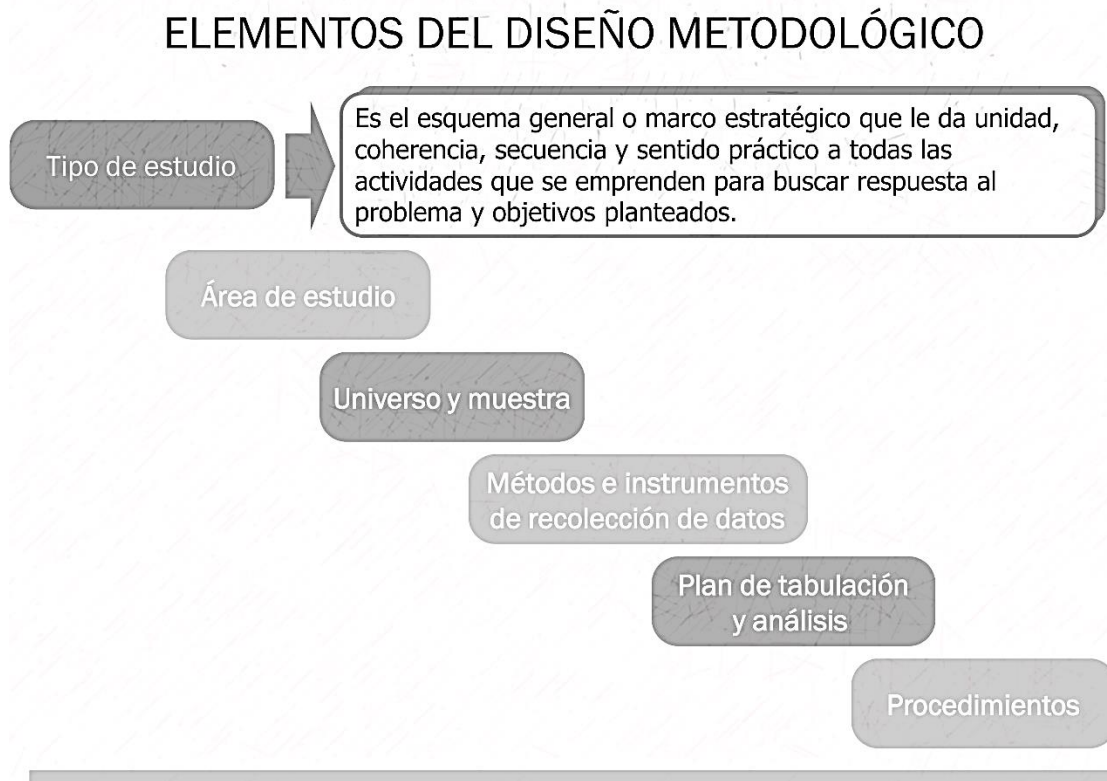 ELEMENTOS DEL DISEÑO METODOLÓGICO
Tipo de estudio
Es el esquema general o marco estratégico que le da unidad,
coherencia, secuencia y sentido práctico a todas las
actividades que se emprenden para buscar respuesta al
problema y objetivos planteados.
Área de estudio
Universo y muestra
Métodos e instrumentos
de recolección de datos
Plan de tabulación
y análisis
Procedimientos